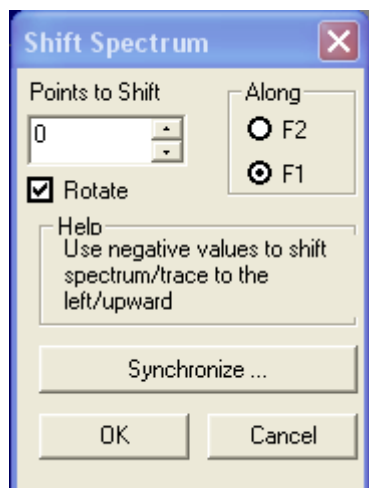 Shift Spectrum
Points to Shift
Along
0
F2
F1
Rotate
Help
Use negative values to shift
spectrum/trace to the
left/upward
Synchronize ...
OK
Cancel